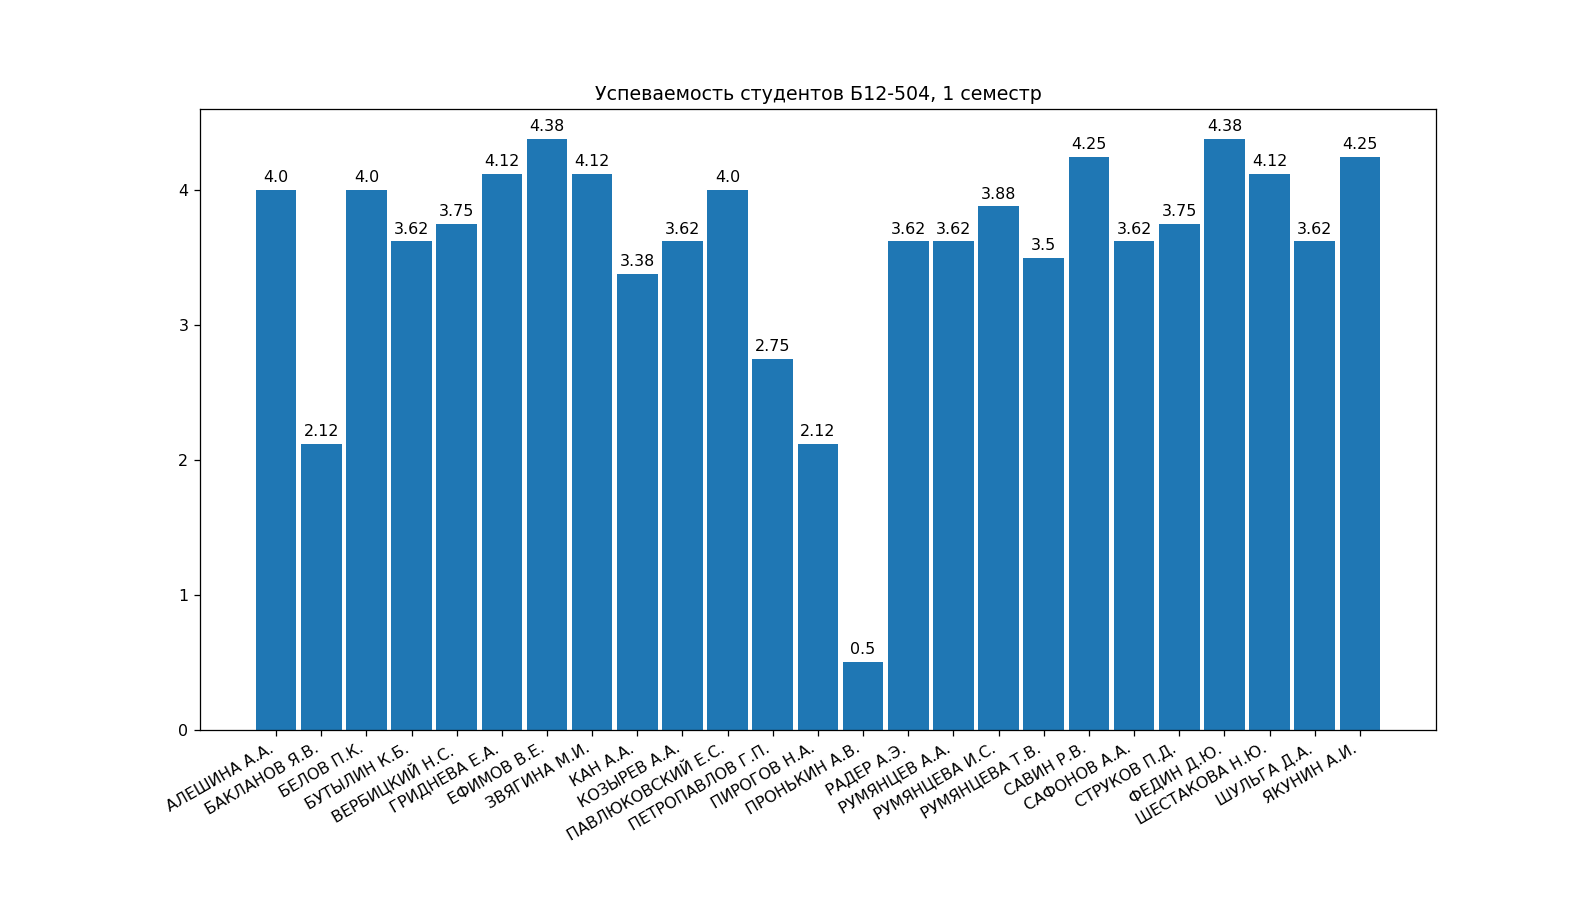 Успеваемость студентов Б12-504, 1 семестр
4.0
2.12
4.0
3.62
3.75
4.12
4.38
4.12
3.38
3.62
4.0
2.75
2.12
0.5
3.62
3.62
3.88
3.5
4.25
3.62
3.75
4.38
4.12
3.62
4.25
4
3
2
1
0
АЛЕШИНА А.А.
БАКЛАНОВ Я.В.
БЕЛОВ П.К.
БУТЫЛИН К.Б.
ВЕРБИЦКИЙ Н.С.
ГРИДНЕВА Е.А.
ЕФИМОВ В.Е.
ЗВЯГИНА М.И.
КАН А.А.
КОЗЫРЕВ А.А.
ПАВЛЮКОВСКИЙ Е.С.
ПЕТРОПАВЛОВ Г.П.
ПИРОГОВ Н.А.
ПРОНЬКИН А.В.
РАДЕР А.Э.
РУМЯНЦЕВ А.А.
РУМЯНЦЕВА И.С.
РУМЯНЦЕВА Т.В.
САВИН Р.В.
САФОНОВ А.А.
СТРУКОВ П.Д.
ФЕДИН Д.Ю.
ШЕСТАКОВА Н.Ю.
ШУЛЬГА Д.А.
ЯКУНИН А.И.